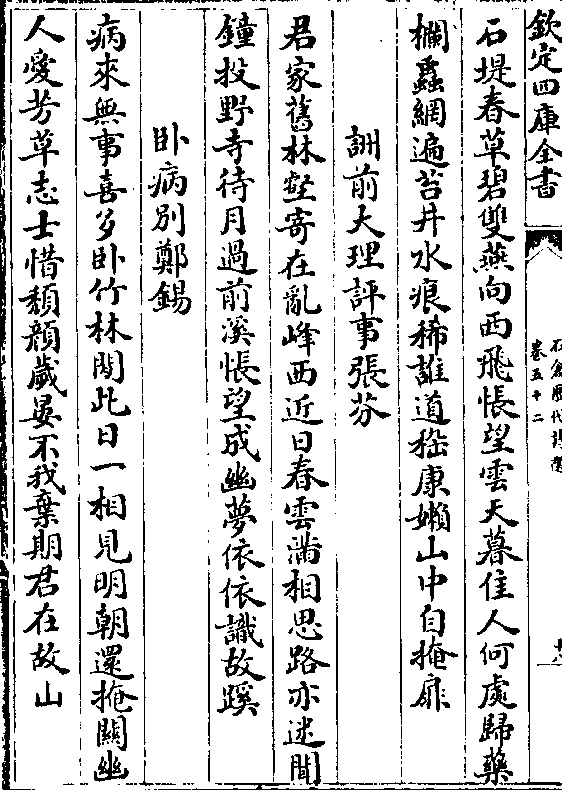 欽定四庫全書
石倉歷代詩選
卷五十二
石堤春草碧雙燕向西飛悵望雲天暮佳人何處歸藥
欄蟲網遍苔井水痕稀誰道嵇康嬾山中自掩扉
詶前大理評事張芬
君家舊林壑寄在亂峰西近日春雲滿相思路亦迷聞
鐘投野寺待月過前溪悵望成幽夢依依識故蹊
卧病別鄭錫
病來無事喜多卧竹林閒此日一相見明朝還掩關幽
人愛芳草志士惜頽顔歲晏不我棄期君在故山